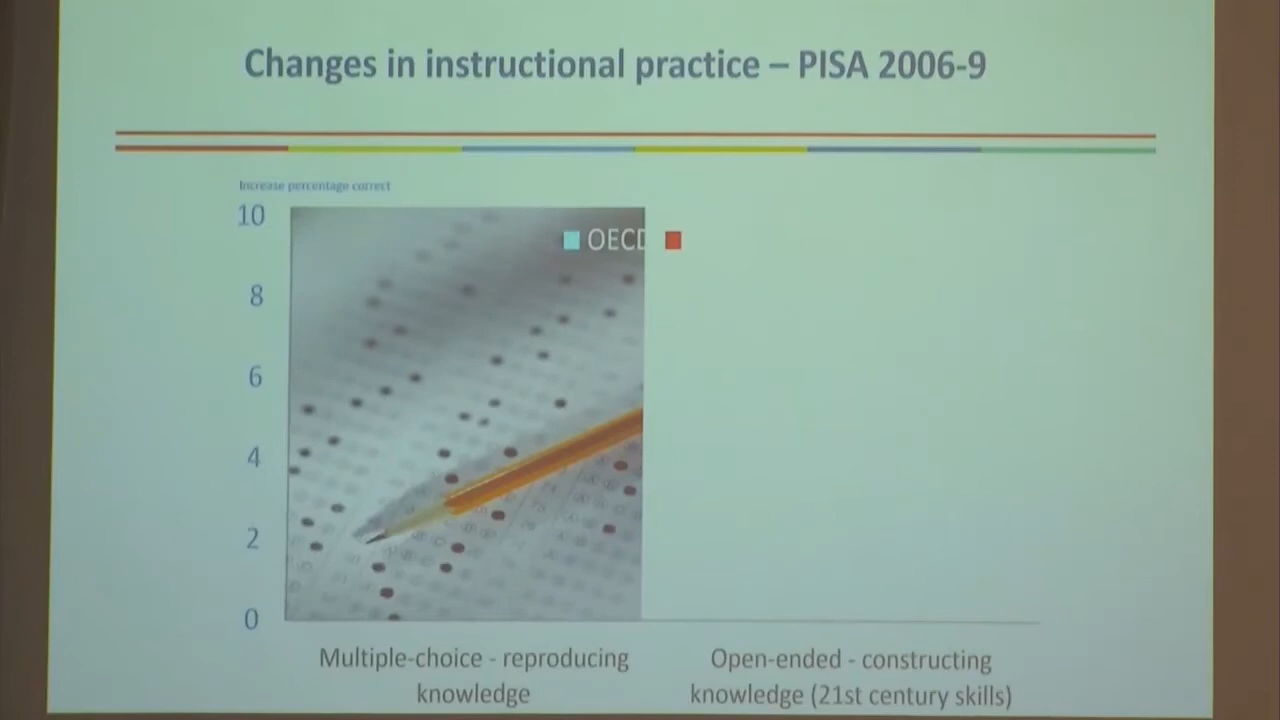 Changes in instructional practice – PISA 2006-9
Increase percentage correct
10
OECD
8
6
4
2
0
Multiple-choice - reproducing
knowledge
Open-ended - constructing
knowledge (21st century skills)